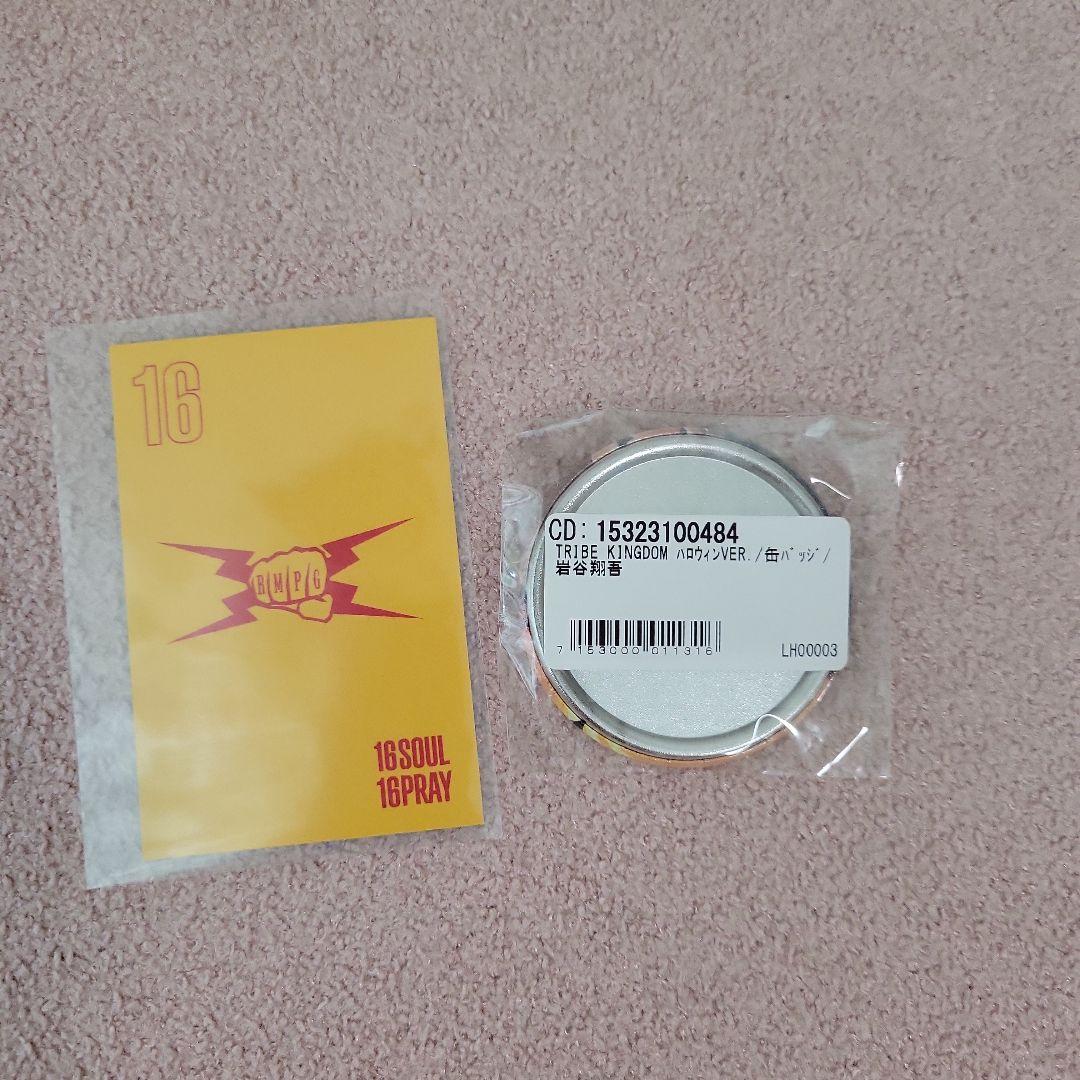 16
RMPG
16SOUL
16PRAY
CD: 15323100484
TRIBE KINGDOM ﾊﾛｳｨﾝVER./缶ﾊﾞｯｼﾞ/
岩谷翔吾
7 153000 011316
LH00003